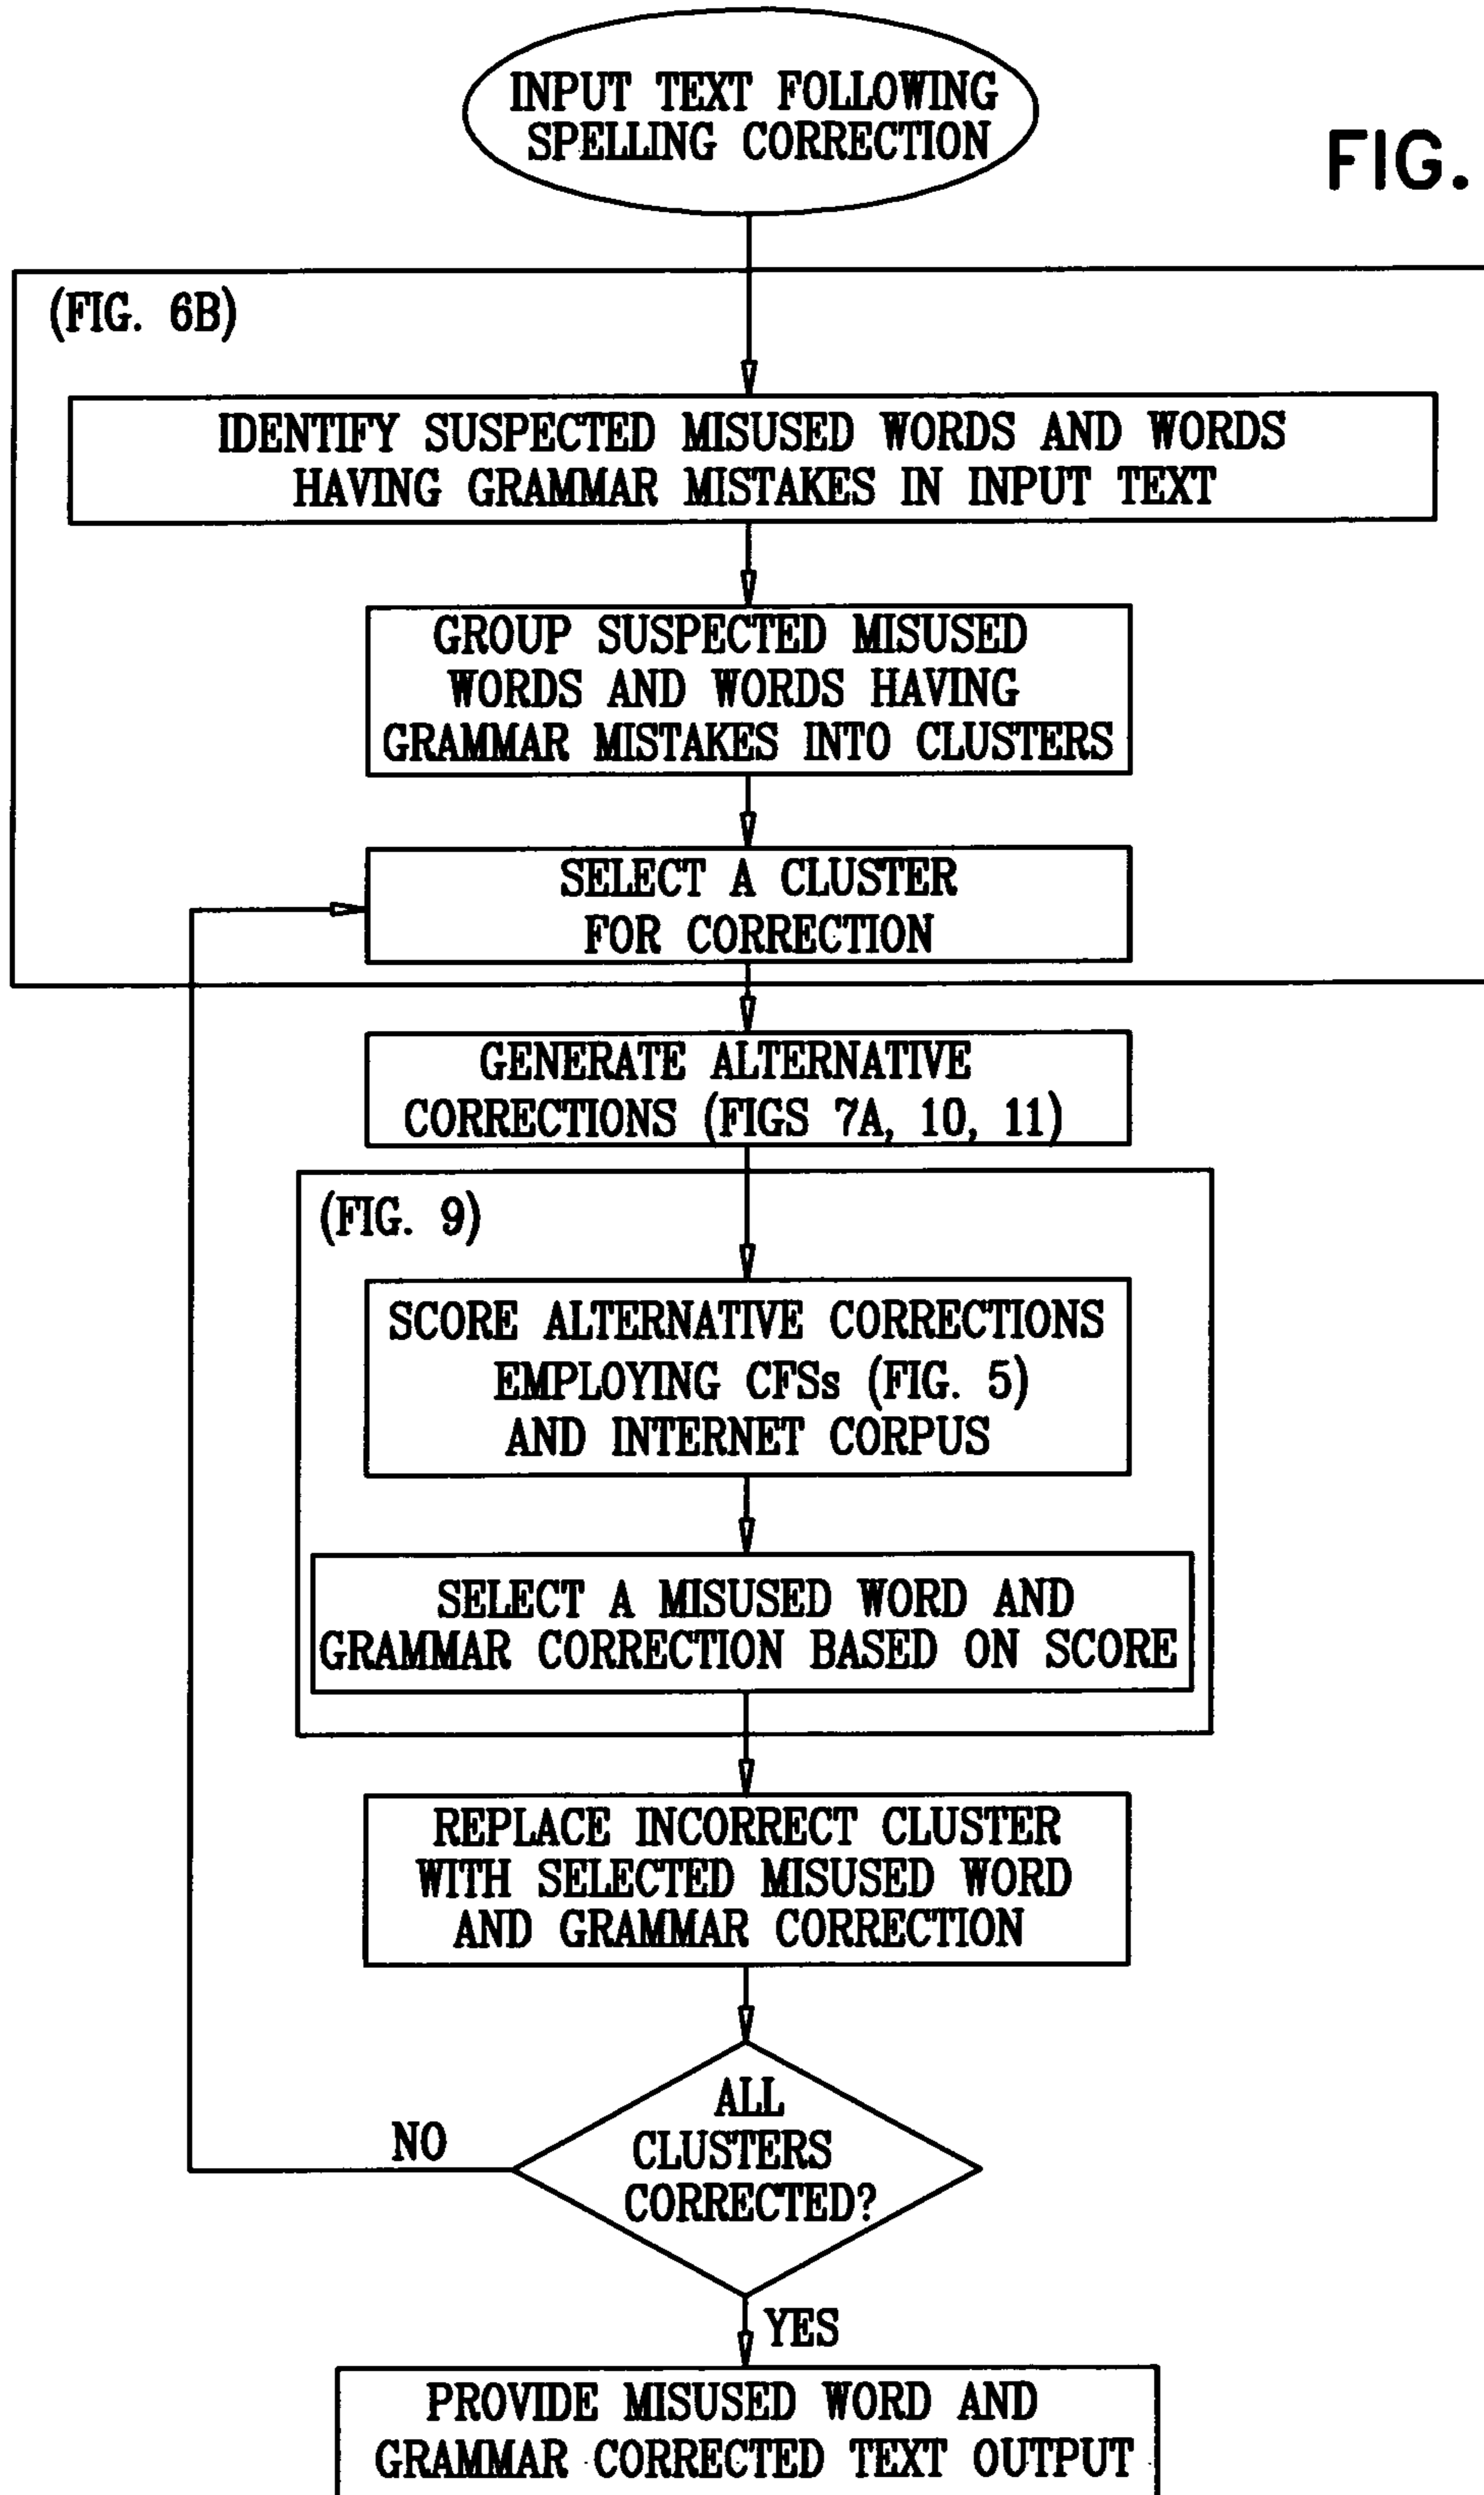 INPUT TEXT FOLLOWING
SPELLING CORRECTION
FIG.
(FIG. 6B)
IDENTIFY SUSPECTED MISUSED WORDS AND WORDS
HAVING GRAMMAR MISTAKES IN INPUT TEXT
GROUP SUSPECTED MISUSED
WORDS AND WORDS HAVING
GRAMMAR MISTAKES INTO CLUSTERS
SELECT A CLUSTER
FOR CORRECTION
GENERATE ALTERNATIVE
CORRECTIONS (FIGS 7A, 10, 11)
(FIG. 9)
SCORE ALTERNATIVE CORRECTIONS
EMPLOYING CFSs (FIG. 5)
AND INTERNET CORPUS
SELECT A MISUSED WORD AND
GRAMMAR CORRECTION BASED ON SCORE
REPLACE INCORRECT CLUSTER
WITH SELECTED MISUSED WORD
AND GRAMMAR CORRECTION
ALL
CLUSTERS
CORRECTED?
NO
YES
PROVIDE MISUSED WORD AND
GRAMMAR CORRECTED TEXT OUTPUT